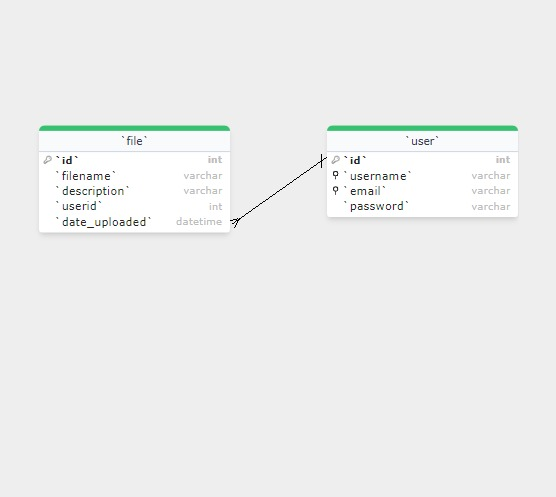 `file`
`id` int
`filename` varchar
`description` varchar
`userid` int
`date_uploaded` datetime
`user`
`id` int
`username` varchar
`email` varchar
`password` varchar